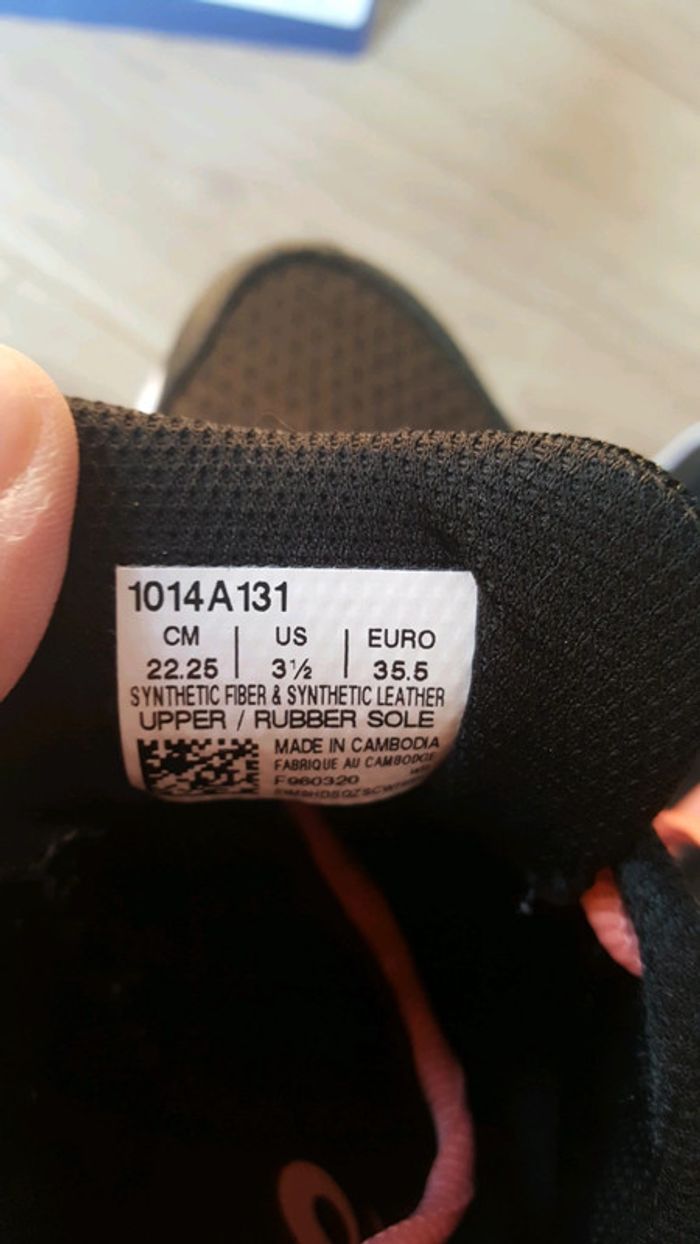 1014A131
CM | US | EURO
22.25 | 3½ | 35.5
SYNTHETIC FIBER & SYNTHETIC LEATHER
UPPER / RUBBER SOLE
MADE IN CAMBODIA
FABRIQUE AU CAMBODGE
F960320